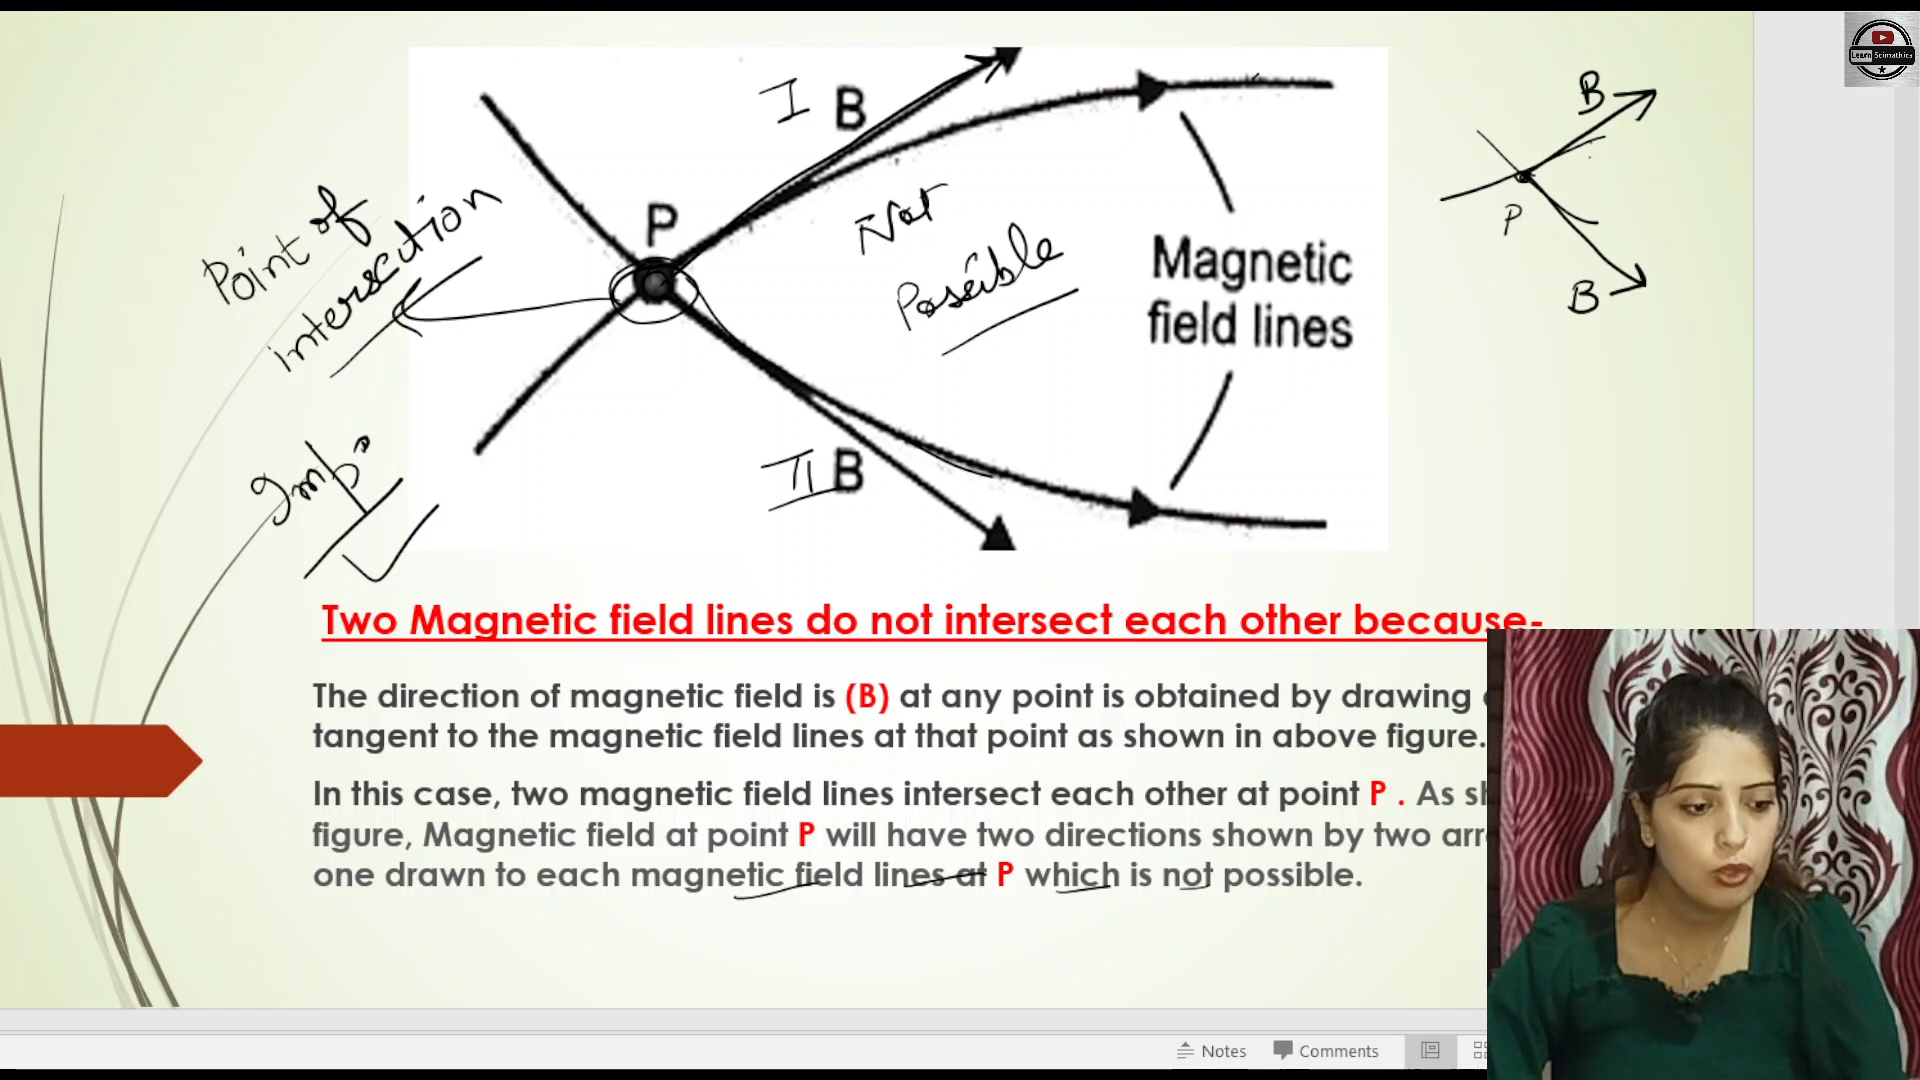 Learn Scimathics
I
B
B
Point of
intersection
P
Not
Possible
P
Magnetic
field lines
B
Imp
II B
Two Magnetic field lines do not intersect each other because-
The direction of magnetic field is (B) at any point is obtained by drawing
tangent to the magnetic field lines at that point as shown in above figure.
In this case, two magnetic field lines intersect each other at point P . As
figure, Magnetic field at point P will have two directions shown by two
one drawn to each magnetic field lines at P which is not possible.
Notes
Comments